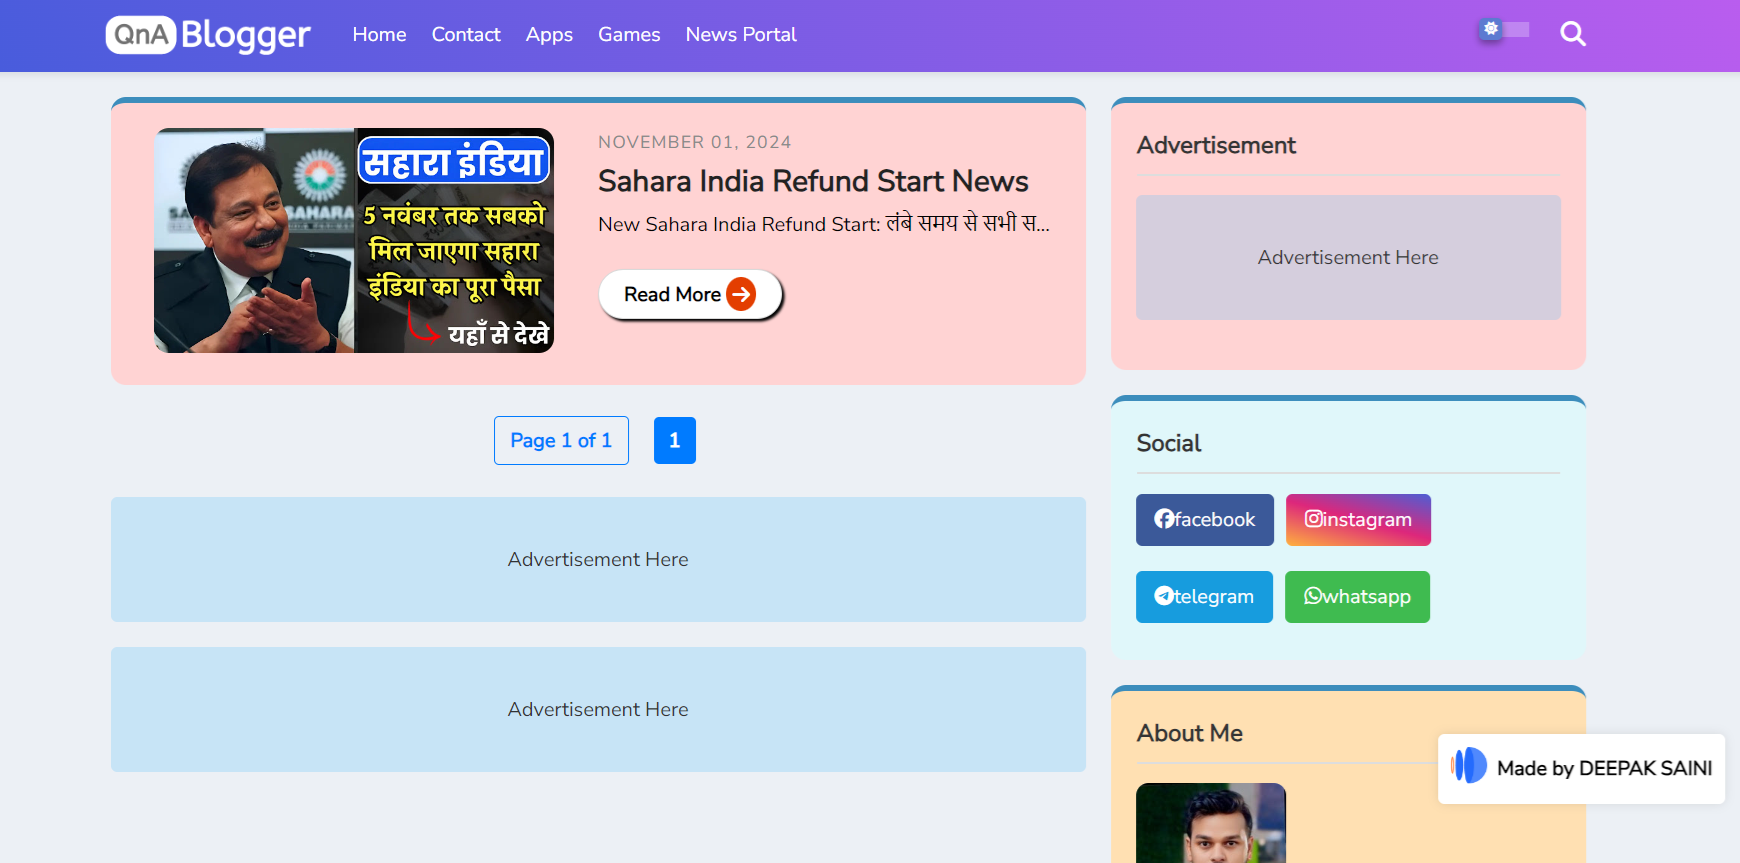 QnA Blogger
Home Contact Apps Games News Portal
सहारा इंडिया
5 नवंबर तक सबको
मिल जाएगा सहारा
इंडिया का पूरा पैसा
यहाँ से देखे
SAHARA
NOVEMBER 01, 2024
Sahara India Refund Start News
New Sahara India Refund Start: लंबे समय से सभी स...
Read More
Page 1 of 1
1
Advertisement Here
Advertisement Here
Advertisement
Advertisement Here
Social
facebook instagram
telegram whatsapp
About Me
Made by DEEPAK SAINI